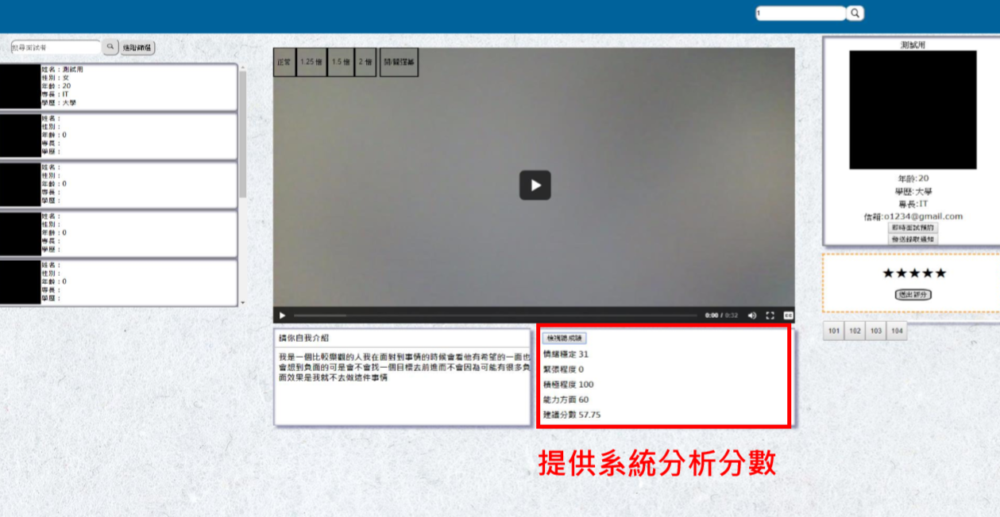 1
搜尋面試者
進階篩選
姓名：測試用
性別：女
年齡：20
專長：IT
學歷：大學
姓名：
性別：
年齡：0
專長：
學歷：
姓名：
性別：
年齡：0
專長：
學歷：
姓名：
性別：
年齡：0
專長：
學歷：
姓名：
性別：
年齡：0
專長：
學歷：
正常 1.25 倍 1.5 倍 2 倍 開/關彈幕
0:00 / 0:32
請你自我介紹
我是一個比較樂觀的人我在面對到事情的時候會看他有希望的一面也
會想到負面的可是會不會找一個目標去前進而不會因為可能有很多負
面效果是我就不去做這件事情
情緒穩定 31
緊張程度 0
積極程度 100
能力方面 60
建議分數 57.75
提供系統分析分數
測試用
年齡:20
學歷:大學
專長:IT
信箱:o1234@gmail.com
即時面試預約
發送錄取通知
★★★★★
送出評分
101 102 103 104